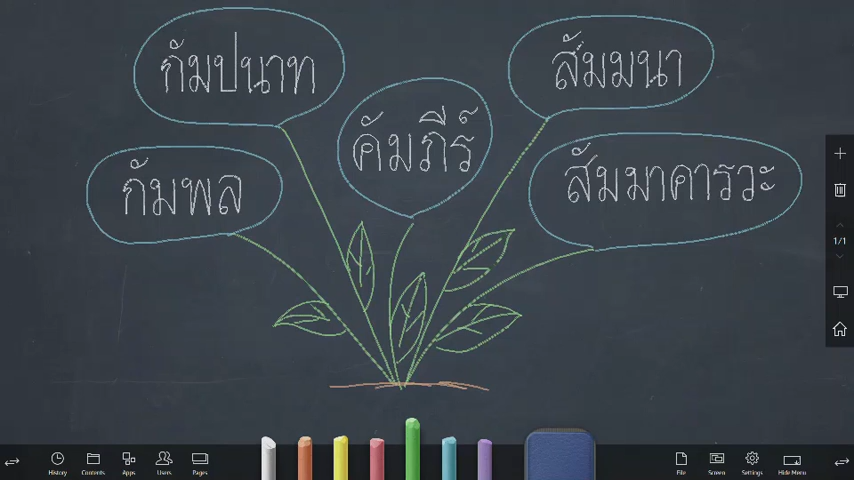 กัมปนาท
สัมมนา
คัมภีร์
กัมพล
สัมมาคารวะ
1/1
History
Contents
Apps
Users
Pages
File
Screen
Settings
Hide Menu